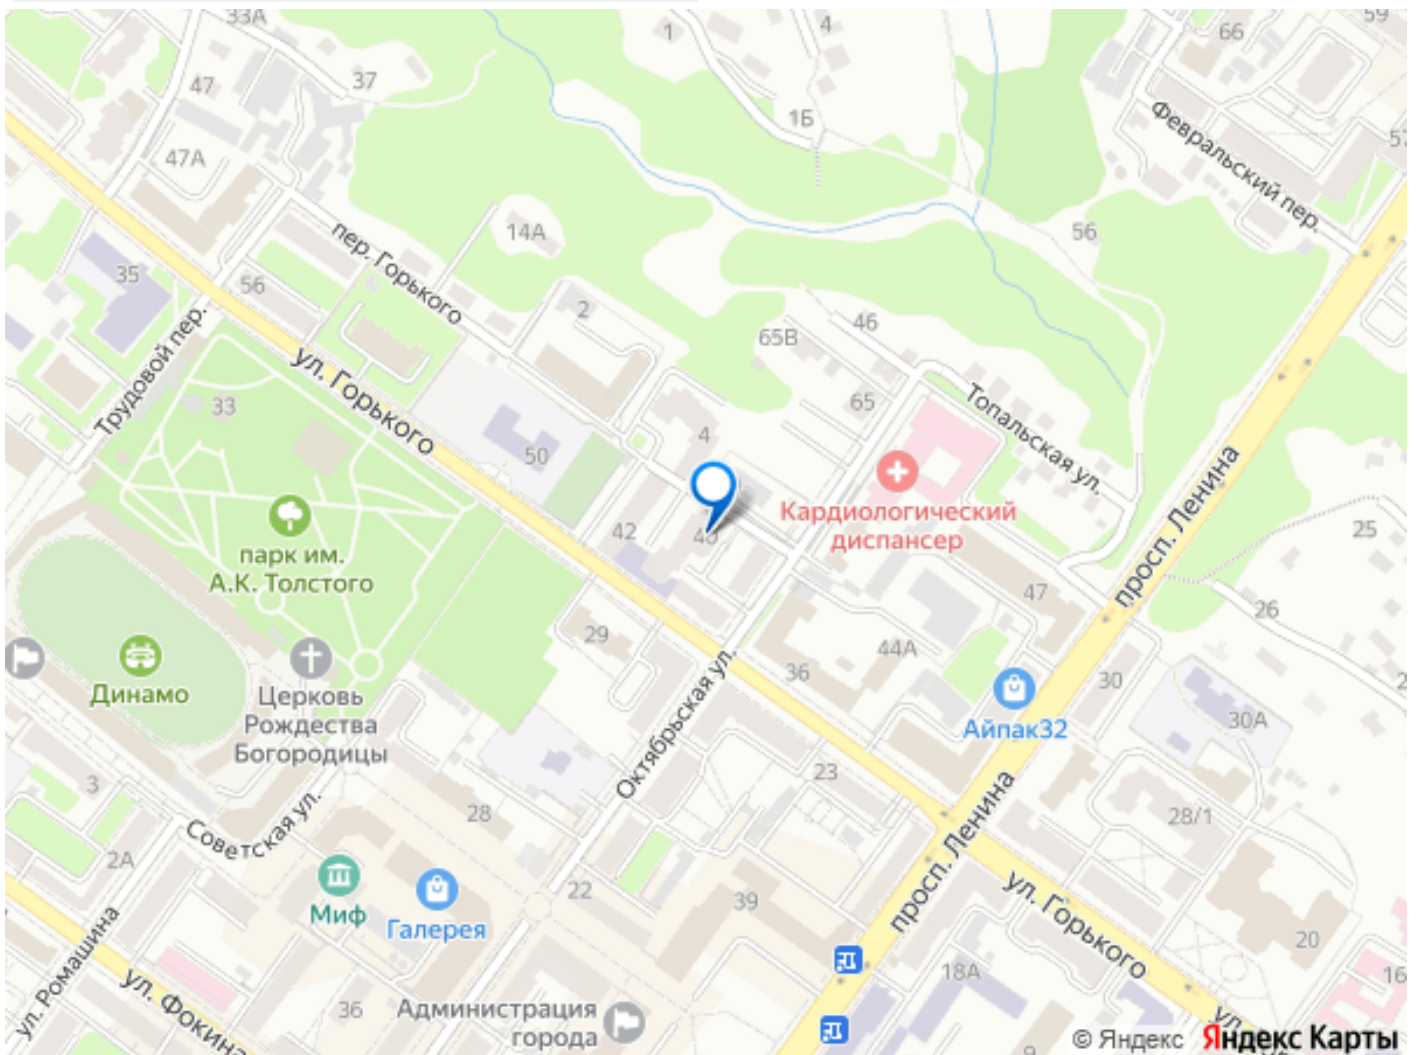 33А
47
37
1
4
1Б
66
59
57
Февральский пер.
47А
35
56
14А
пер. Горького
2
56
65В
46
Трудовой пер.
ул. Горького
33
50
4
65
Топальская ул.
Кардиологический
диспансер
42
40
парк им.
А.К. Толстого
29
47
25
26
просп. Ленина
Динамо
Церковь
Рождества
Богородицы
36
44А
30
30А
Айпак32
Октябрьская ул.
23
3
28
28/1
Советская ул.
2А
Миф
Галерея
22
39
просп. Ленина
ул. Горького
20
18А
16
ул. Ромашина
ул. Фокина
36
Администрация
города
9
ул.
© Яндекс Яндекс Карты